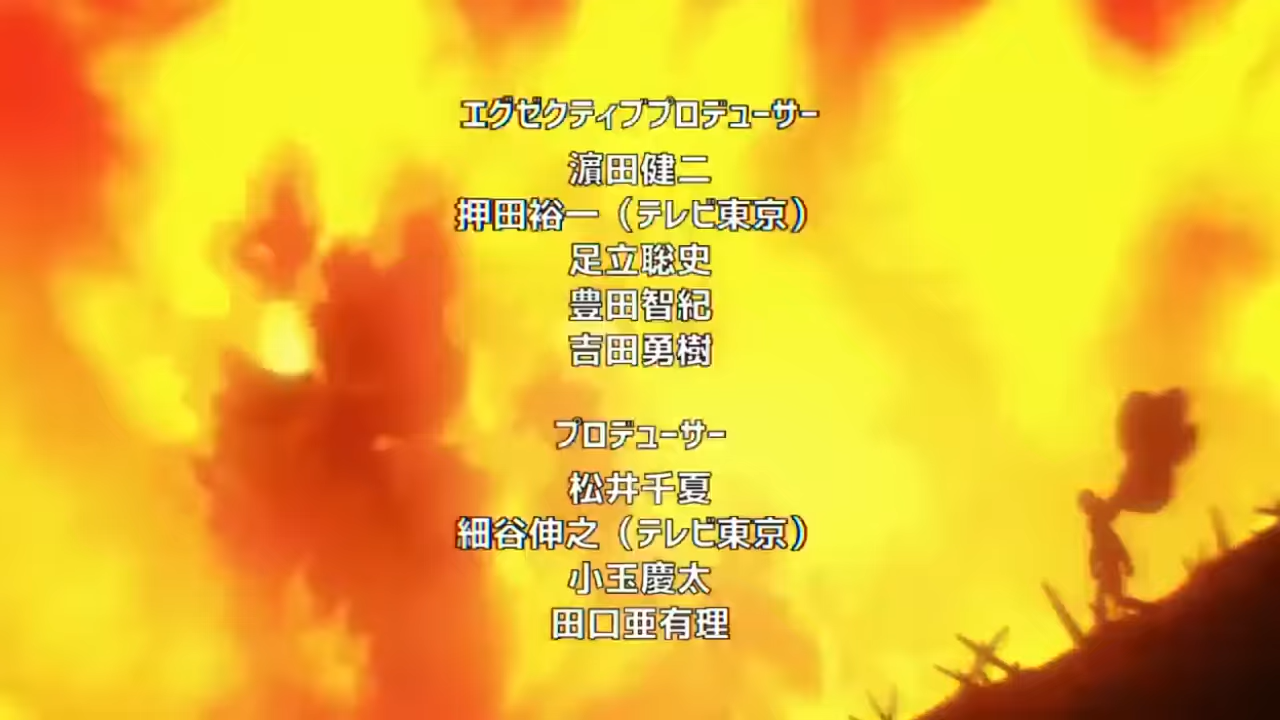 エグゼクティブプロデューサー
濵田健二
押田裕一（テレビ東京）
足立聡史
豊田智紀
吉田勇樹
プロデューサー
松井千夏
細谷伸之（テレビ東京）
小玉慶太
田口亜有理